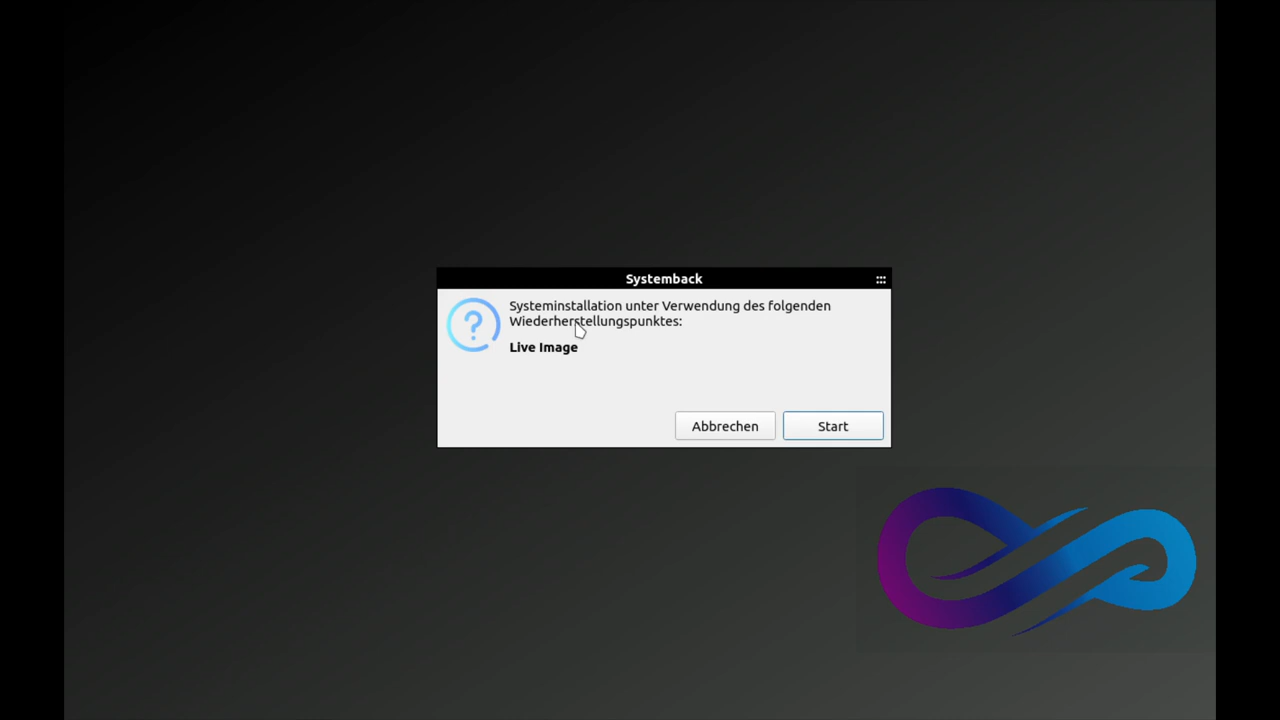 Systemback
Systeminstallation unter Verwendung des folgenden
Wiederherstellungspunktes:
Live Image
Abbrechen
Start